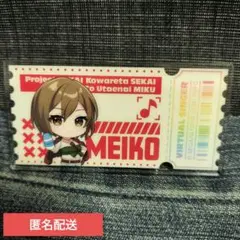 Project SEKAI Kowareta SEKAI
to Utaenai MIKU
MEIKO
VIRTUAL SINGER
匿名配送